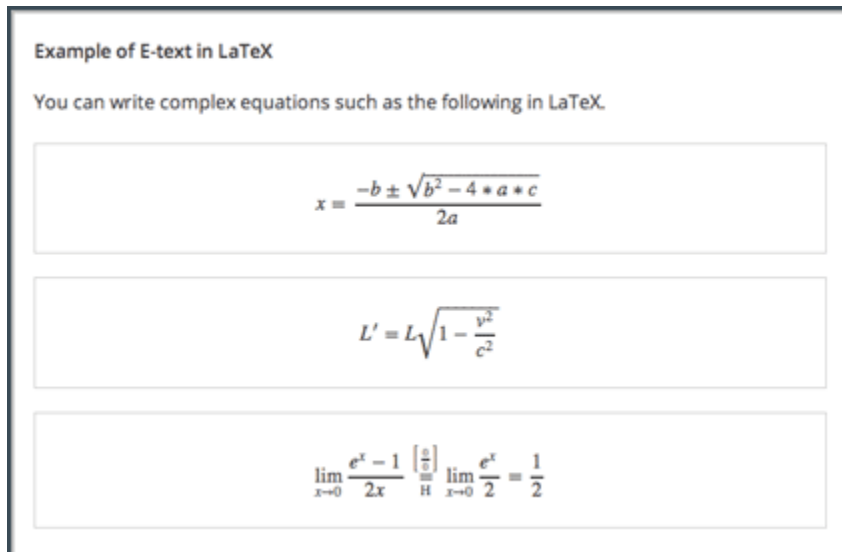 Example of E-text in LaTeX
You can write complex equations such as the following in LaTeX.
x = \frac{-b \pm \sqrt{b^2 - 4 * a * c}}{2a}
L' = L\sqrt{1 - \frac{v^2}{c^2}}
\lim_{x \to 0} \frac{e^x - 1}{2x} \overset{\left[\frac{0}{0}\right]}{\underset{\mathrm{H}}{=}} \lim_{x \to 0} \frac{e^x}{2} = \frac{1}{2}